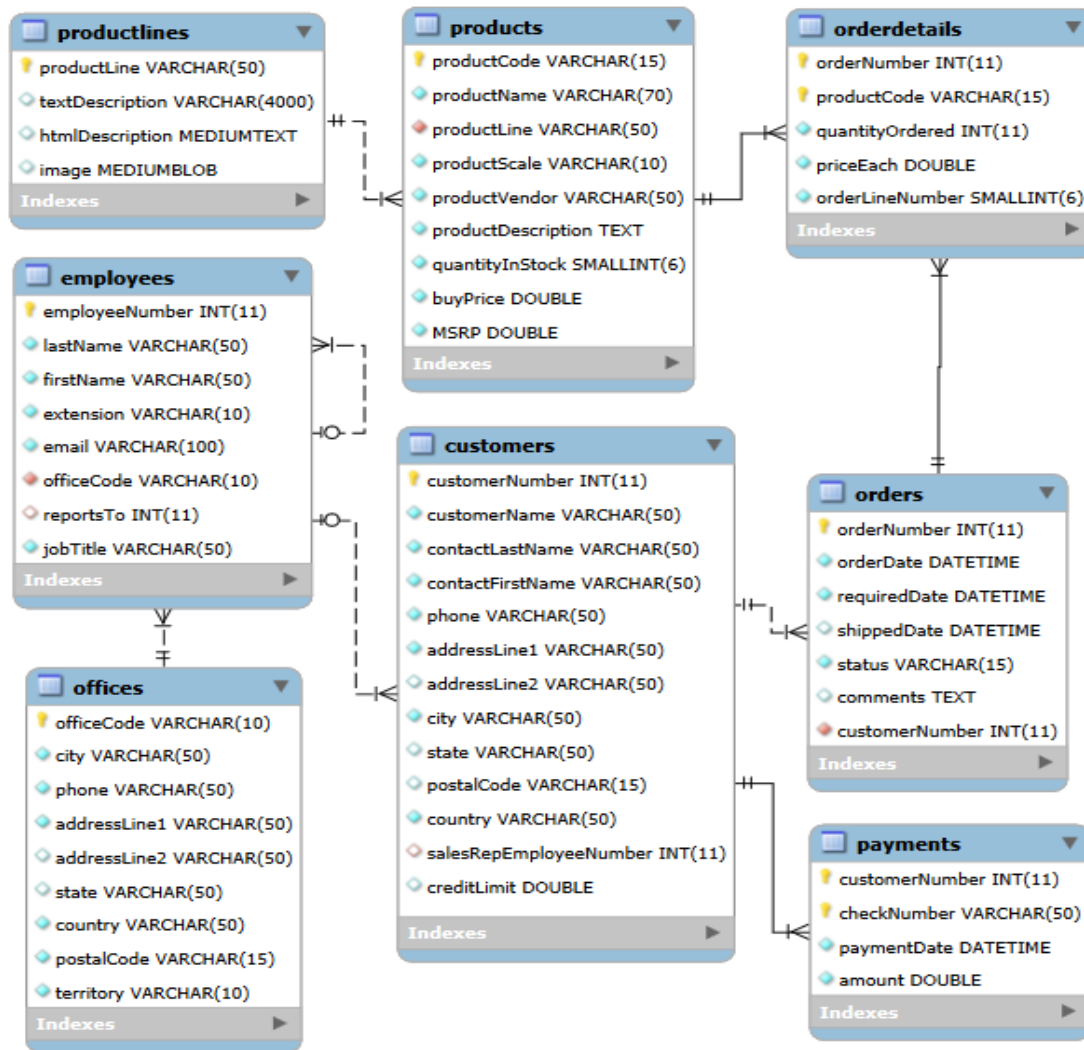 productlines
productLine VARCHAR(50)
textDescription VARCHAR(4000)
htmlDescription MEDIUMTEXT
image MEDIUMBLOB
Indexes
products
productCode VARCHAR(15)
productName VARCHAR(70)
productLine VARCHAR(50)
productScale VARCHAR(10)
productVendor VARCHAR(50)
productDescription TEXT
quantityInStock SMALLINT(6)
buyPrice DOUBLE
MSRP DOUBLE
Indexes
orderdetails
orderNumber INT(11)
productCode VARCHAR(15)
quantityOrdered INT(11)
priceEach DOUBLE
orderLineNumber SMALLINT(6)
Indexes
employees
employeeNumber INT(11)
lastName VARCHAR(50)
firstName VARCHAR(50)
extension VARCHAR(10)
email VARCHAR(100)
officeCode VARCHAR(10)
reportsTo INT(11)
jobTitle VARCHAR(50)
Indexes
customers
customerNumber INT(11)
customerName VARCHAR(50)
contactLastName VARCHAR(50)
contactFirstName VARCHAR(50)
phone VARCHAR(50)
addressLine1 VARCHAR(50)
addressLine2 VARCHAR(50)
city VARCHAR(50)
state VARCHAR(50)
postalCode VARCHAR(15)
country VARCHAR(50)
salesRepEmployeeNumber INT(11)
creditLimit DOUBLE
Indexes
orders
orderNumber INT(11)
orderDate DATETIME
requiredDate DATETIME
shippedDate DATETIME
status VARCHAR(15)
comments TEXT
customerNumber INT(11)
Indexes
offices
officeCode VARCHAR(10)
city VARCHAR(50)
phone VARCHAR(50)
addressLine1 VARCHAR(50)
addressLine2 VARCHAR(50)
state VARCHAR(50)
country VARCHAR(50)
postalCode VARCHAR(15)
territory VARCHAR(10)
Indexes
payments
customerNumber INT(11)
checkNumber VARCHAR(50)
paymentDate DATETIME
amount DOUBLE
Indexes